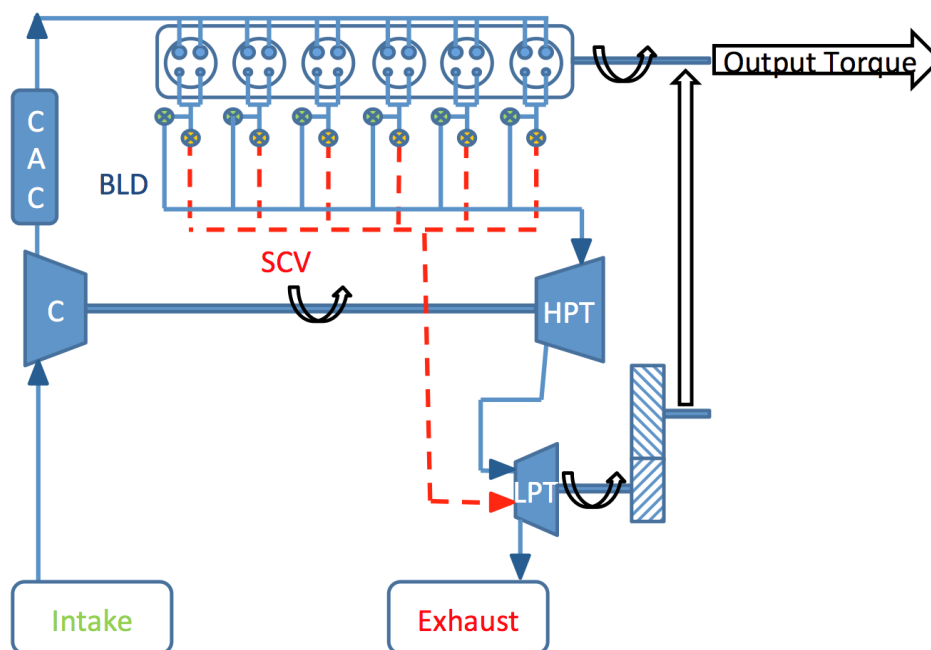 Output Torque
C
A
C
BLD
SCV
C
HPT
LPT
Intake
Exhaust